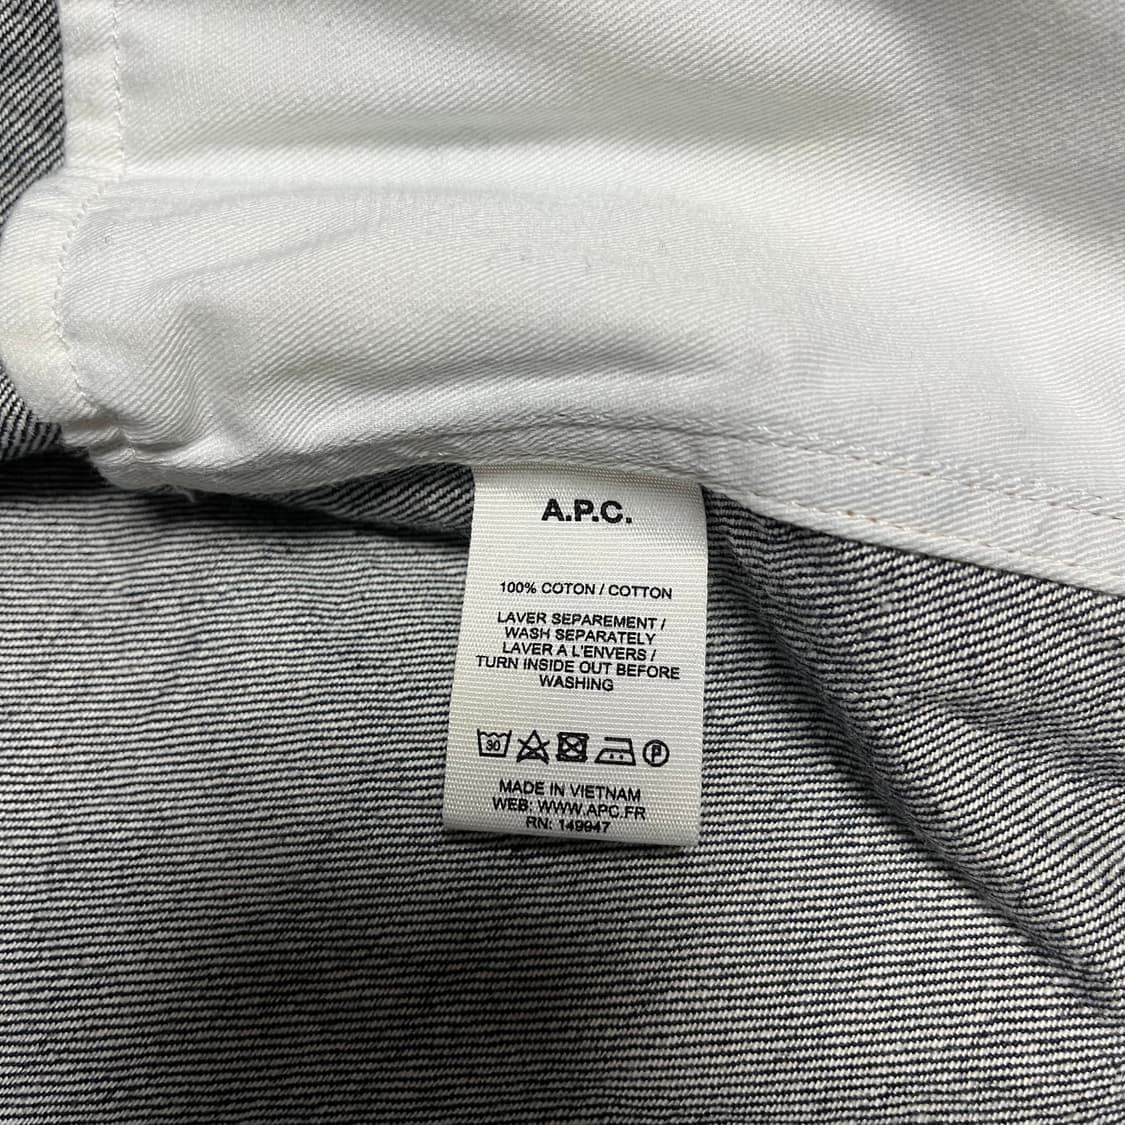 A.P.C.
100% COTON / COTTON
LAVER SEPAREMENT /
WASH SEPARATELY
LAVER A L'ENVERS /
TURN INSIDE OUT BEFORE
WASHING
30
P
MADE IN VIETNAM
WEB: WWW.APC.FR
RN: 149947